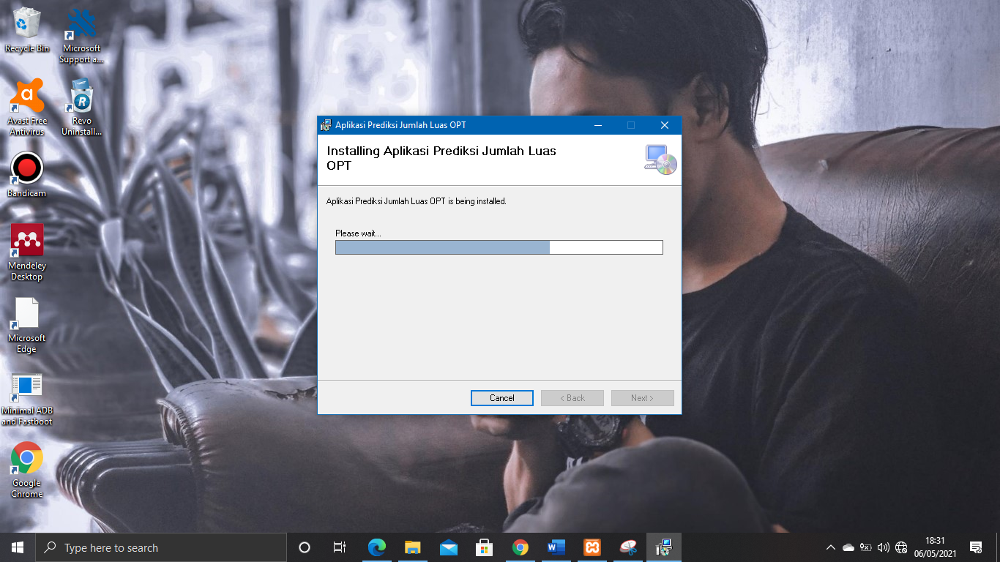 Recycle Bin
Microsoft
Support a...
Avast Free
Antivirus
Revo
Uninstall...
Bandicam
Mendeley
Desktop
Microsoft
Edge
Minimal ADB
and Fastboot
Google
Chrome
Aplikasi Prediksi Jumlah Luas OPT
Installing Aplikasi Prediksi Jumlah Luas
OPT
Aplikasi Prediksi Jumlah Luas OPT is being installed.
Please wait...
Cancel
< Back
Next >
Type here to search
18:31
06/05/2021